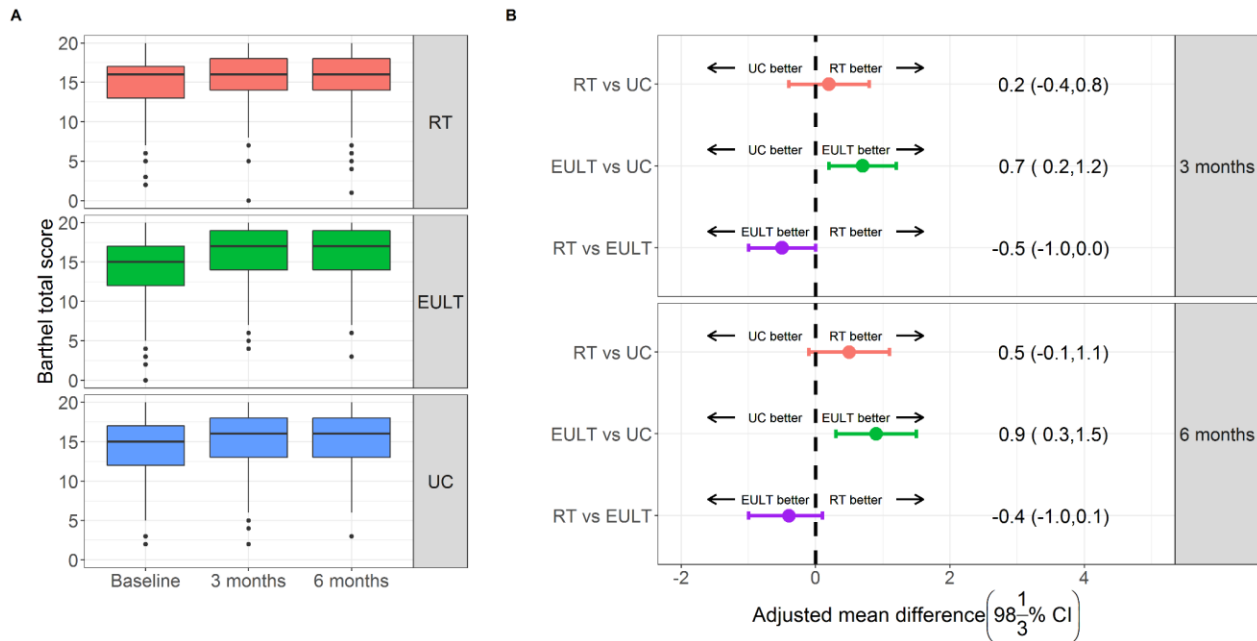 A
20
15
10
5
0
RT
20
15
10
5
0
EULT
20
15
10
5
0
UC
Barthel total score
Baseline 3 months 6 months
B
UC better RT better
RT vs UC 0.2 (-0.4,0.8)
UC better EULT better
EULT vs UC 0.7 ( 0.2,1.2)
EULT better RT better
RT vs EULT -0.5 (-1.0,0.0)
3 months
UC better RT better
RT vs UC 0.5 (-0.1,1.1)
UC better EULT better
EULT vs UC 0.9 ( 0.3,1.5)
EULT better RT better
RT vs EULT -0.4 (-1.0,0.1)
6 months
-2 0 2 4
Adjusted mean difference(98 1/3% CI)